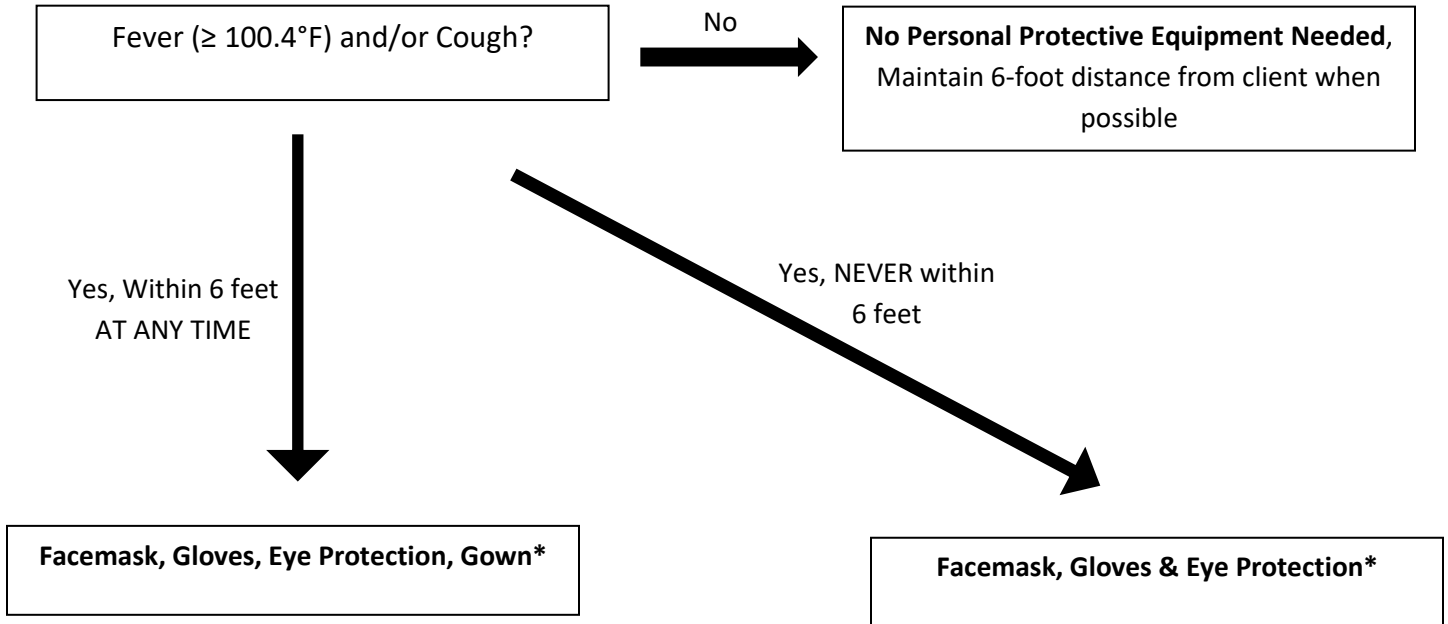 Fever (≥ 100.4°F) and/or Cough?
No
No Personal Protective Equipment Needed,
Maintain 6-foot distance from client when
possible
Yes, Within 6 feet
AT ANY TIME
Yes, NEVER within
6 feet
Facemask, Gloves, Eye Protection, Gown*
Facemask, Gloves & Eye Protection*